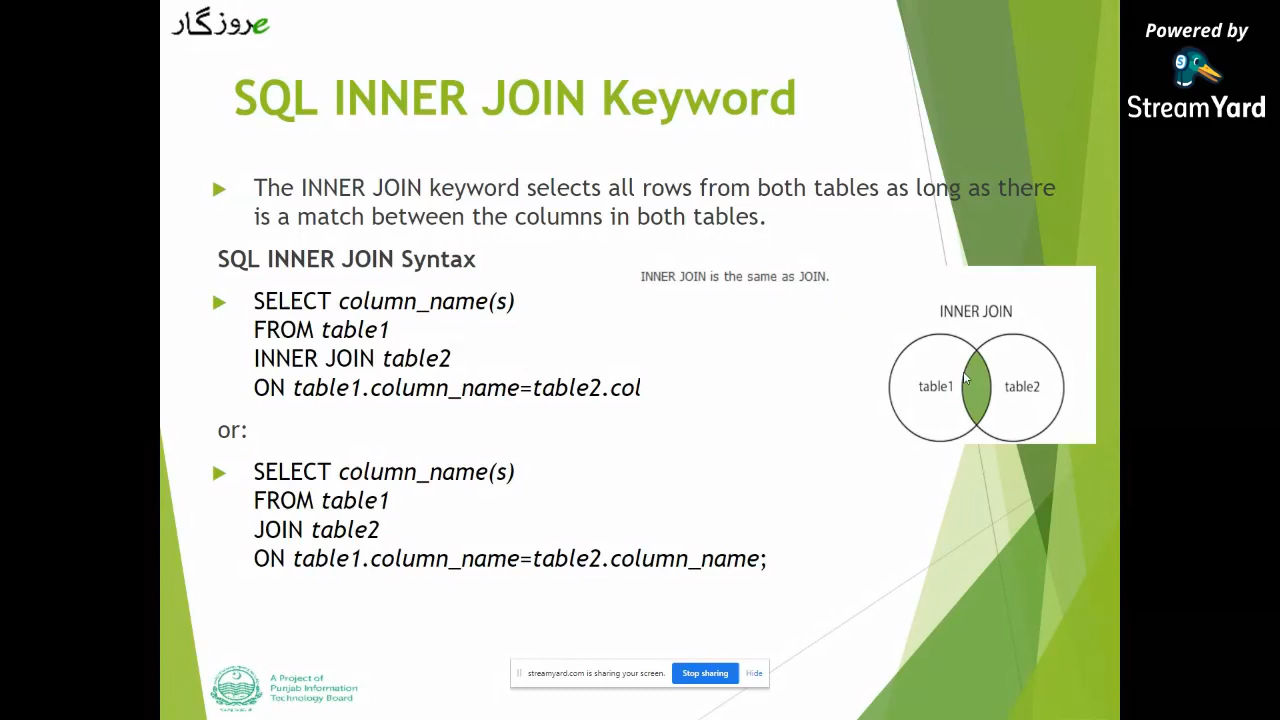 eروزگار
Powered by
StreamYard
SQL INNER JOIN Keyword
The INNER JOIN keyword selects all rows from both tables as long as there
is a match between the columns in both tables.
SQL INNER JOIN Syntax
INNER JOIN is the same as JOIN.
SELECT column_name(s)
FROM table1
INNER JOIN table2
ON table1.column_name=table2.col
INNER JOIN
table1
table2
or:
SELECT column_name(s)
FROM table1
JOIN table2
ON table1.column_name=table2.column_name;
A Project of
Punjab Information
Technology Board
streamyard.com is sharing your screen.
Stop sharing
Hide